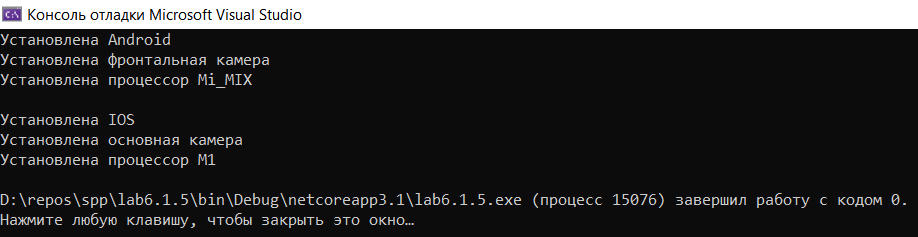 Консоль отладки Microsoft Visual Studio
Установлена Android
Установлена фронтальная камера
Установлена процессор Mi_MIX
Установлена IOS
Установлена основная камера
Установлена процессор M1
D:\repos\spp\lab6.1.5\bin\Debug\netcoreapp3.1\lab6.1.5.exe (процесс 15076) завершил работу с кодом 0.
Нажмите любую клавишу, чтобы закрыть это окно…